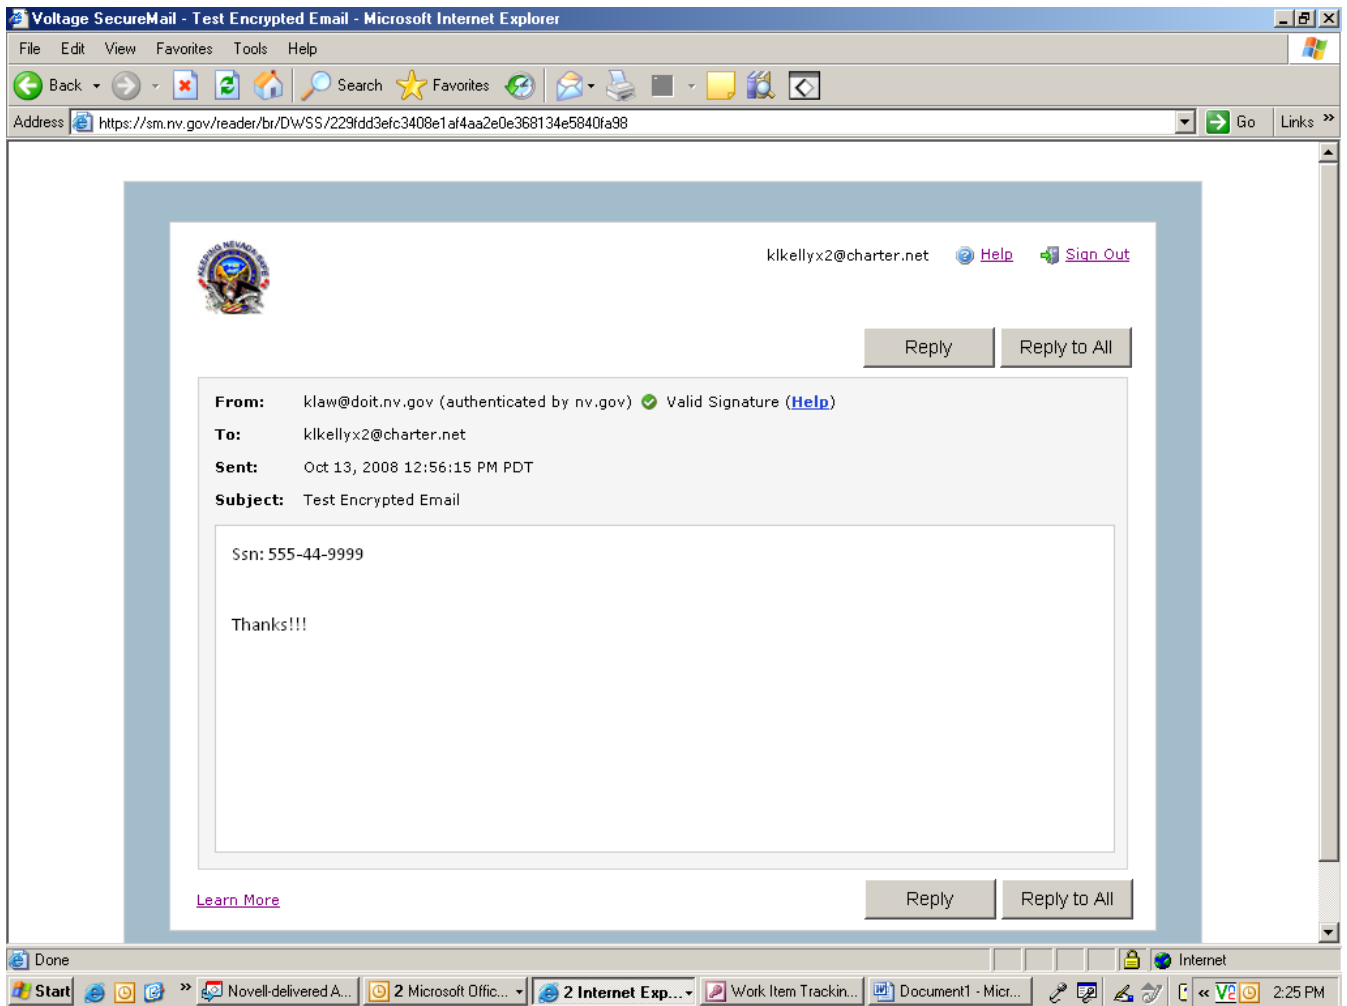 Voltage SecureMail - Test Encrypted Email - Microsoft Internet Explorer
File Edit View Favorites Tools Help
Back Search Favorites
Address https://sm.nv.gov/reader/br/DWSS/229fdd3efc3408e1af4aa2e0e368134e5840fa98 Go Links »
KEEPING NEVADA SAFE
klkellyx2@charter.net Help Sign Out
Reply Reply to All
From: klaw@doit.nv.gov (authenticated by nv.gov) Valid Signature (Help)
To: klkellyx2@charter.net
Sent: Oct 13, 2008 12:56:15 PM PDT
Subject: Test Encrypted Email
Ssn: 555-44-9999
Thanks!!!
Learn More Reply Reply to All
Done Internet
Start » Novell-delivered A... 2 Microsoft Offic... 2 Internet Exp... Work Item Trackin... Document1 - Micr... « 2:25 PM